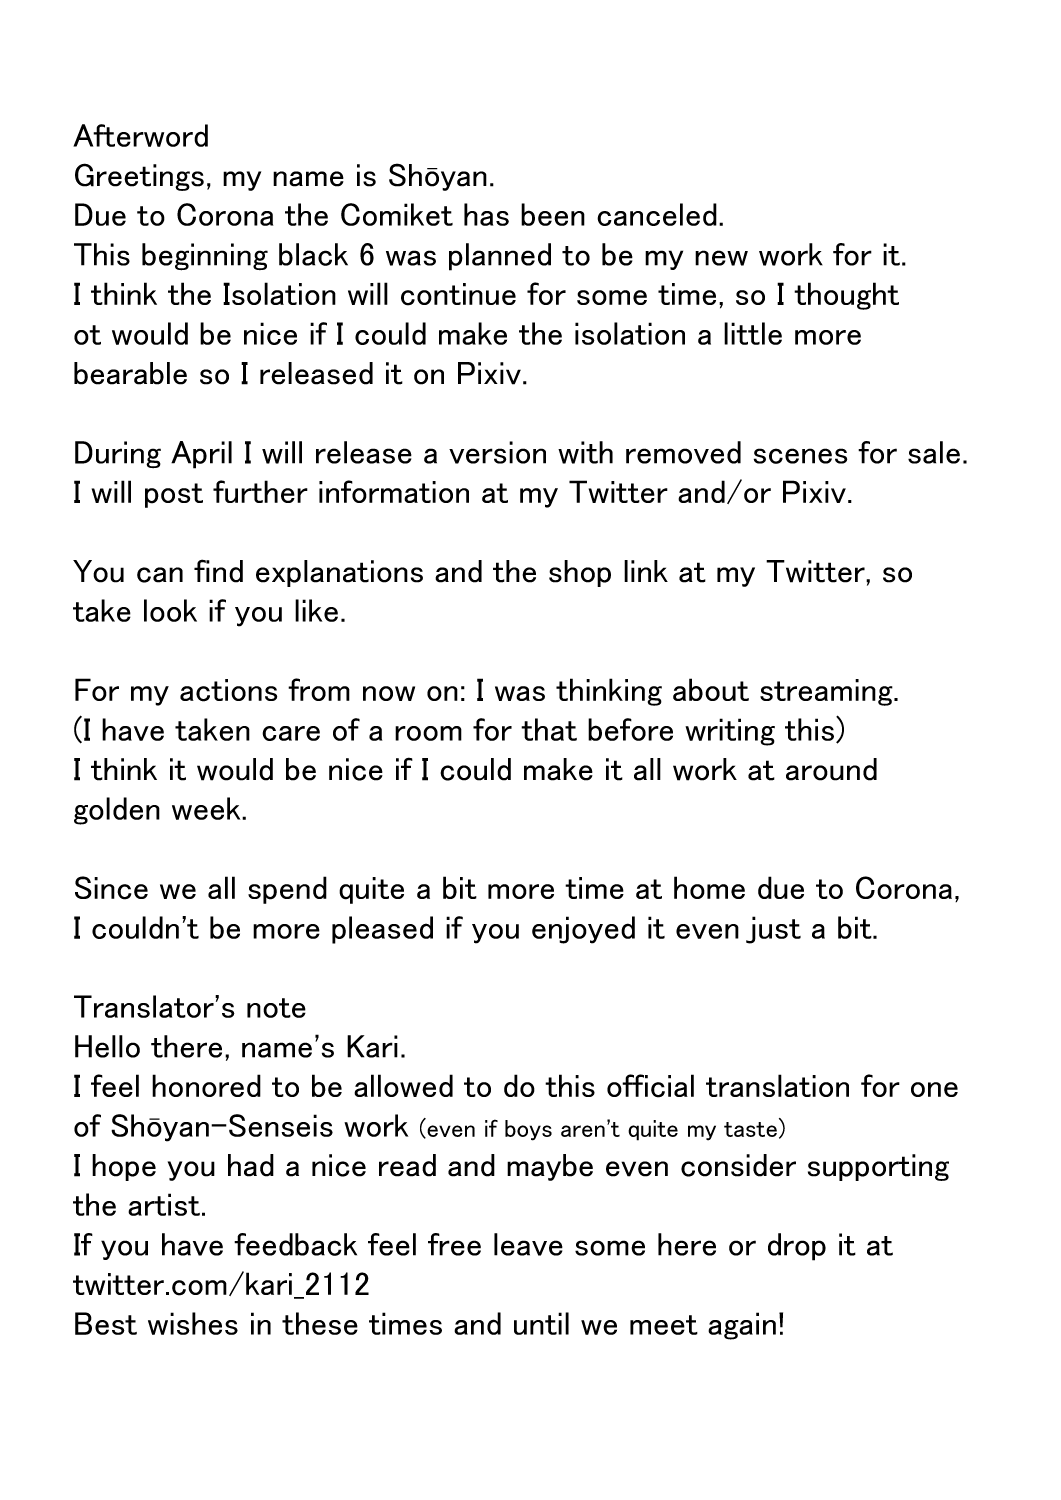 Afterword
Greetings, my name is Shōyan.
Due to Corona the Comiket has been canceled.
This beginning black 6 was planned to be my new work for it.
I think the Isolation will continue for some time, so I thought
ot would be nice if I could make the isolation a little more
bearable so I released it on Pixiv.
During April I will release a version with removed scenes for sale.
I will post further information at my Twitter and/or Pixiv.
You can find explanations and the shop link at my Twitter, so
take look if you like.
For my actions from now on: I was thinking about streaming.
(I have taken care of a room for that before writing this)
I think it would be nice if I could make it all work at around
golden week.
Since we all spend quite a bit more time at home due to Corona,
I couldn't be more pleased if you enjoyed it even just a bit.
Translator's note
Hello there, name's Kari.
I feel honored to be allowed to do this official translation for one
of Shōyan-Senseis work (even if boys aren't quite my taste)
I hope you had a nice read and maybe even consider supporting
the artist.
If you have feedback feel free leave some here or drop it at
twitter.com/kari_2112
Best wishes in these times and until we meet again!